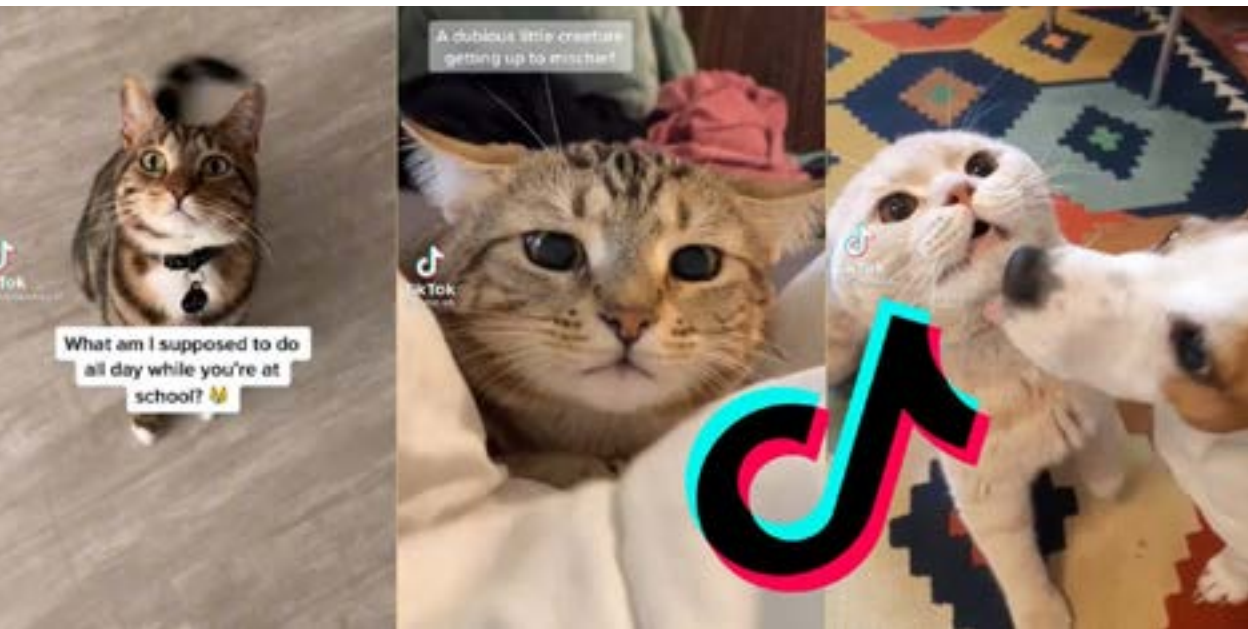 What am I supposed to do
all day while you're at
school? 😾
A dubious little creature
getting up to mischief
TikTok